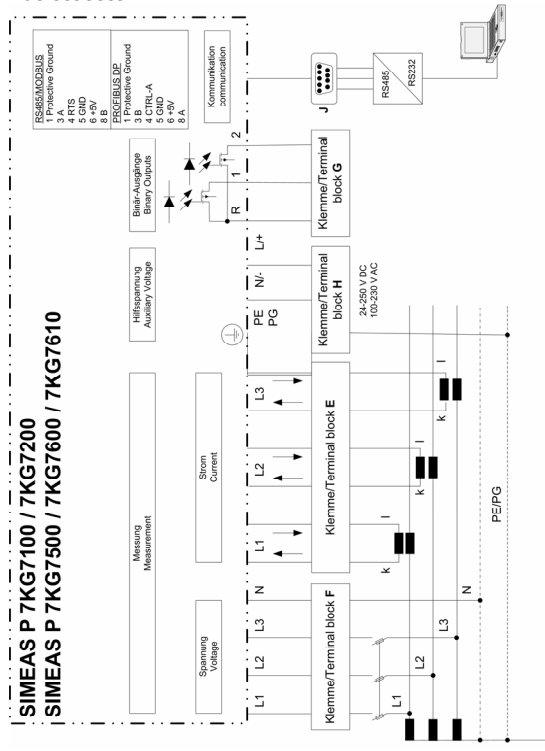 SIMEAS P 7KG7100 / 7KG7200
SIMEAS P 7KG7500 / 7KG7600 / 7KG7610
Messung
Measurement
Spannung
Voltage
Strom
Current
Hilfsspannung
Auxiliary Voltage
Binär-Ausgänge
Binary Outputs
Kommunikation
communication
RS485/MODSBUS
1 Protective Ground
3 A
4 RTS
5 GND
6 +5V
8 B
PROFIBUS DP
1 Protective Ground
3 B
4 CTRL-A
5 GND
6 +5V
8 A
L1
L2
L3
N
L1
L2
L3
PE
PG
N/-
L/+
R
1
2
Klemme/Terminal block F
Klemme/Terminal block E
Klemme/Terminal
block H
Klemme/Terminal
block G
J
24-250 V DC
100-230 V AC
RS485
RS232
k
l
k
l
k
l
L1
L2
L3
N
PE/PG